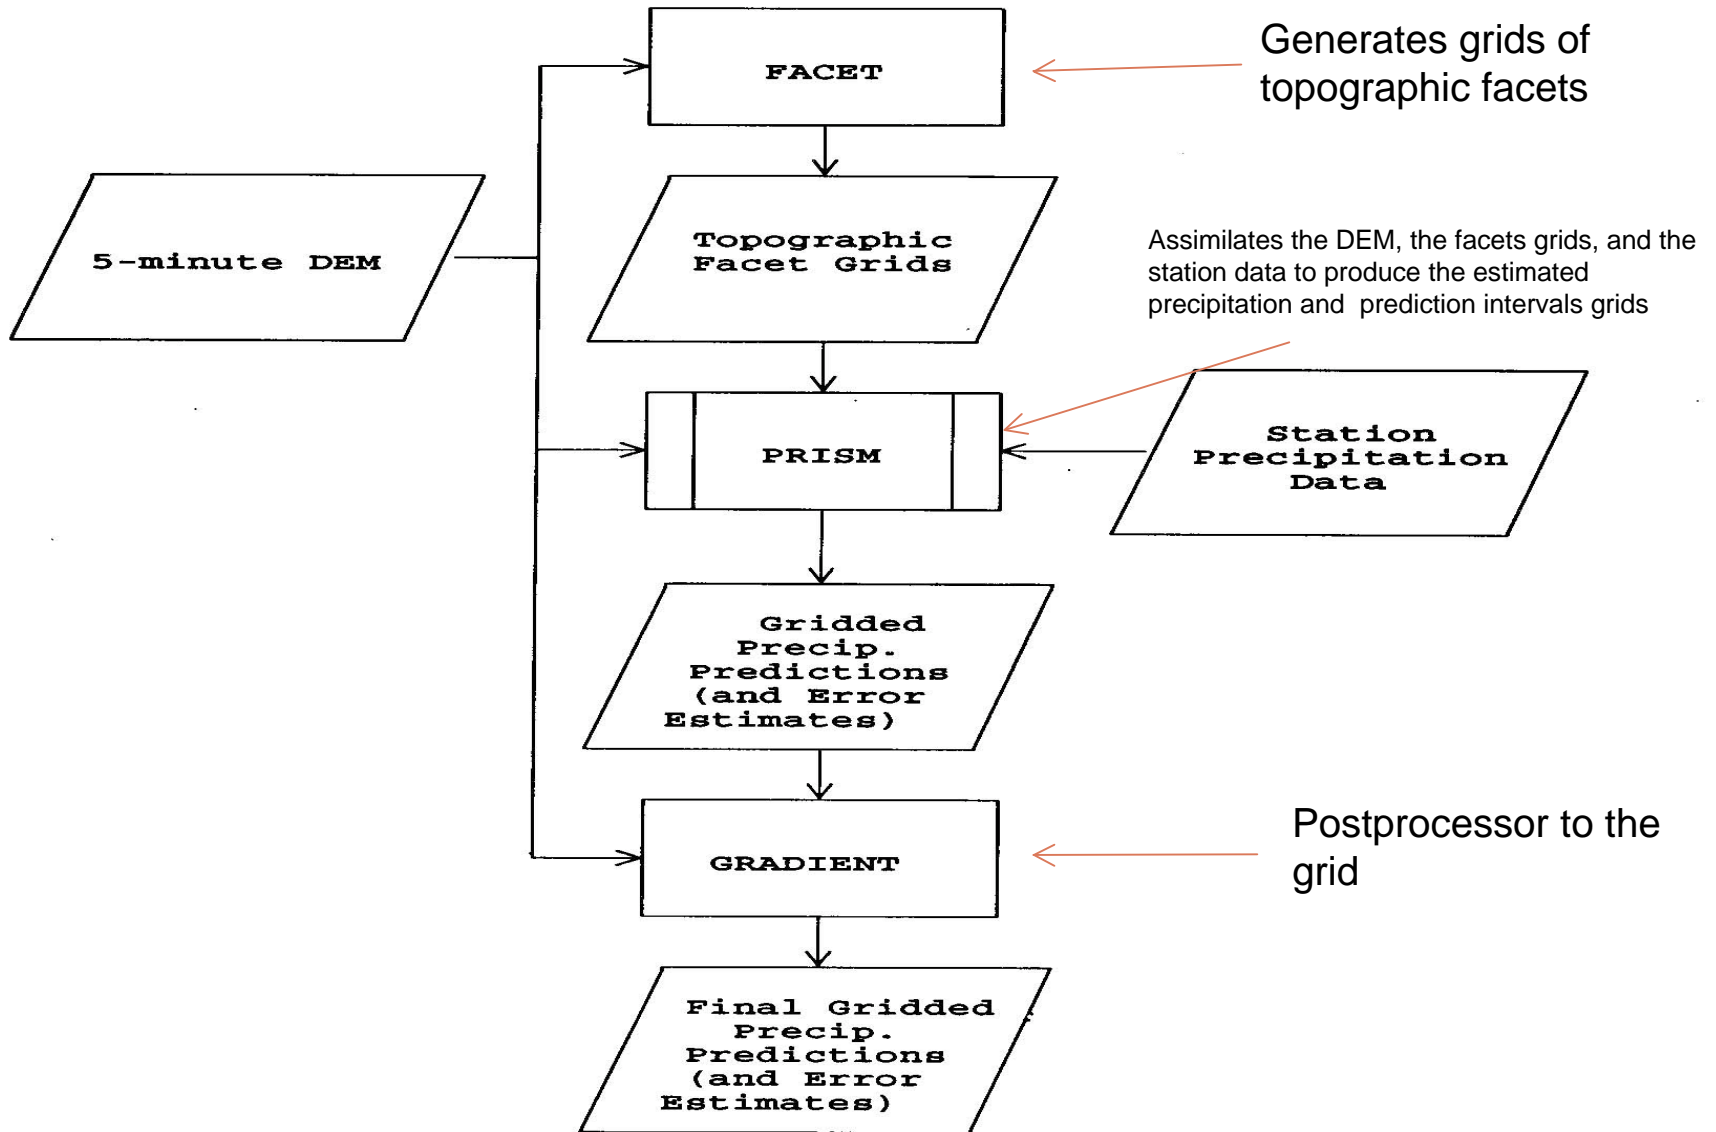 FACET
Generates grids of
topographic facets
5-minute DEM
Topographic
Facet Grids
Assimilates the DEM, the facets grids, and the
station data to produce the estimated
precipitation and  prediction intervals grids
PRISM
Station
Precipitation
Data
Gridded
Precip.
Predictions
(and Error
Estimates)
GRADIENT
Postprocessor to the
grid
Final Gridded
Precip.
Predictions
(and Error
Estimates)